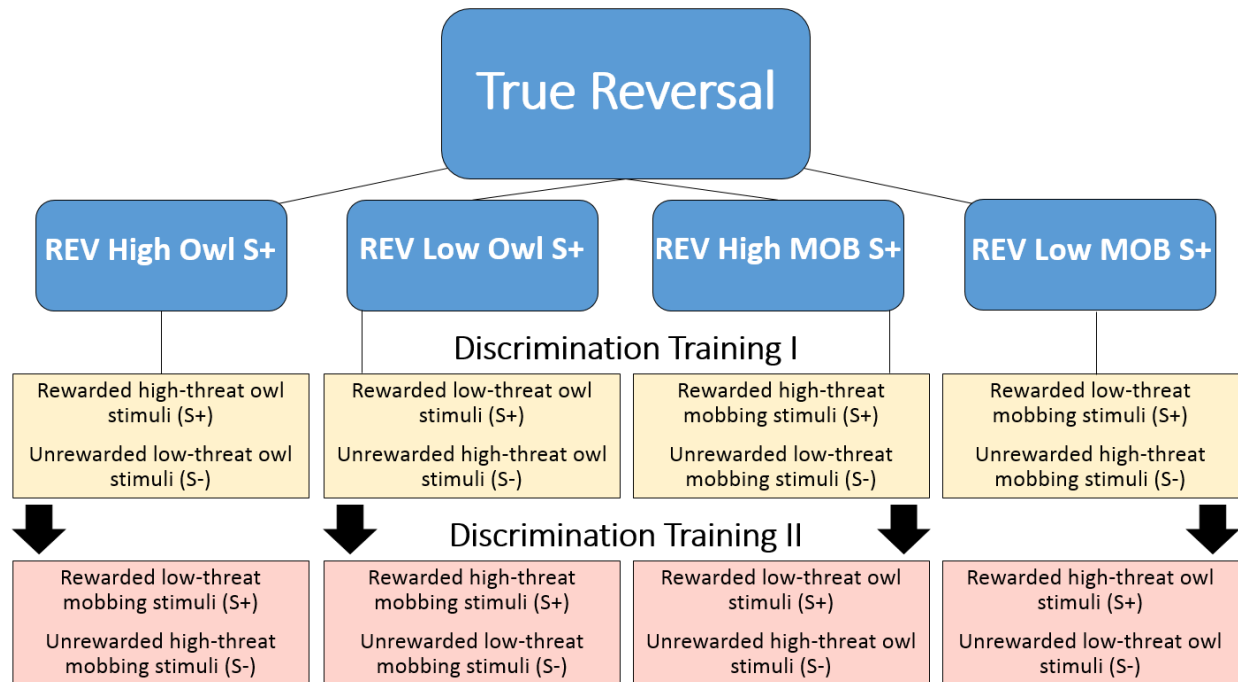 True Reversal
REV High Owl S+
REV Low Owl S+
REV High MOB S+
REV Low MOB S+
Discrimination Training I
Rewarded high-threat owl
stimuli (S+)
Unrewarded low-threat owl
stimuli (S-)
Rewarded low-threat owl
stimuli (S+)
Unrewarded high-threat owl
stimuli (S-)
Rewarded high-threat
mobbing stimuli (S+)
Unrewarded low-threat
mobbing stimuli (S-)
Rewarded low-threat
mobbing stimuli (S+)
Unrewarded high-threat
mobbing stimuli (S-)
Discrimination Training II
Rewarded low-threat
mobbing stimuli (S+)
Unrewarded high-threat
mobbing stimuli (S-)
Rewarded high-threat
mobbing stimuli (S+)
Unrewarded low-threat
mobbing stimuli (S-)
Rewarded low-threat owl
stimuli (S+)
Unrewarded high-threat owl
stimuli (S-)
Rewarded high-threat owl
stimuli (S+)
Unrewarded low-threat owl
stimuli (S-)